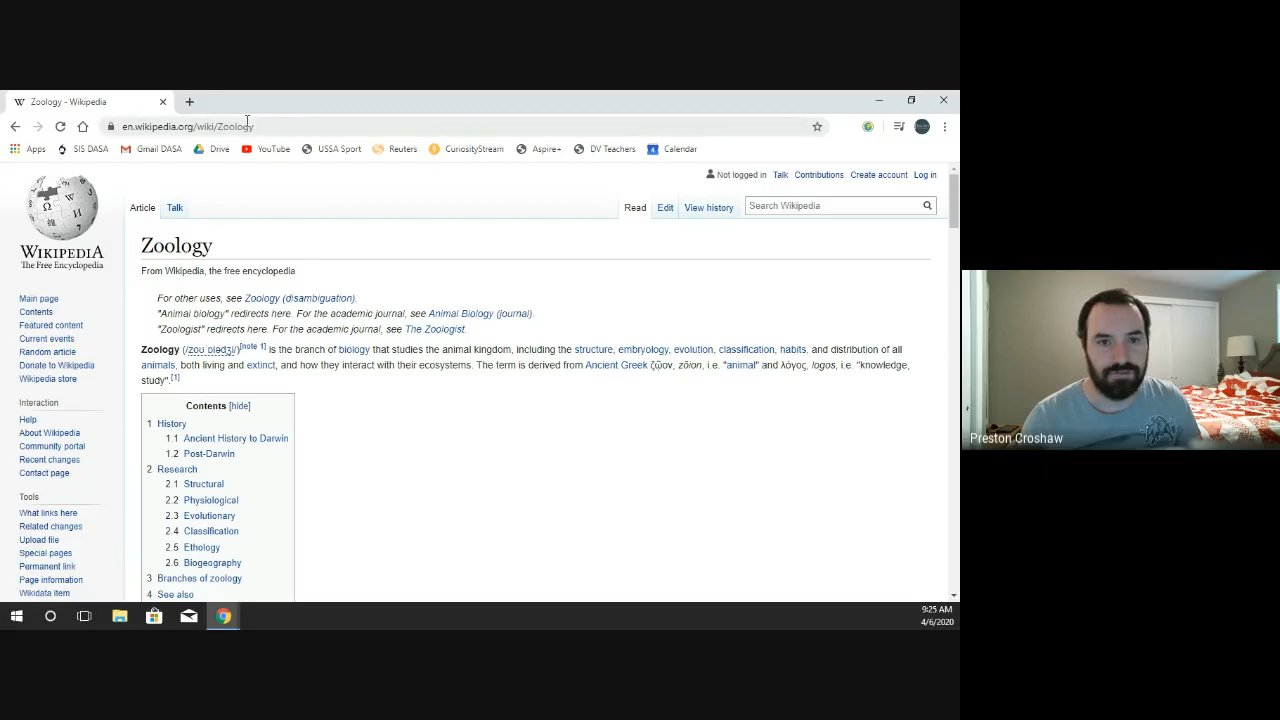 Zoology - Wikipedia
en.wikipedia.org/wiki/Zoology
Apps SIS DASA Gmail DASA Drive YouTube USSA Sport Reuters CuriosityStream Aspire+ DV Teachers Calendar
Not logged in Talk Contributions Create account Log in
Article Talk Read Edit View history Search Wikipedia
WIKIPEDIA
The Free Encyclopedia
Main page
Contents
Featured content
Current events
Random article
Donate to Wikipedia
Wikipedia store
Interaction
Help
About Wikipedia
Community portal
Recent changes
Contact page
Tools
What links here
Related changes
Upload file
Special pages
Permanent link
Page information
Wikidata item
Zoology
From Wikipedia, the free encyclopedia
For other uses, see Zoology (disambiguation).
"Animal biology" redirects here. For the academic journal, see Animal Biology (journal).
"Zoologist" redirects here. For the academic journal, see The Zoologist.
Zoology (/zoʊˈɒlədʒi/)[note 1] is the branch of biology that studies the animal kingdom, including the structure, embryology, evolution, classification, habits, and distribution of all
animals, both living and extinct, and how they interact with their ecosystems. The term is derived from Ancient Greek ζῷον, zōion, i.e. "animal" and λόγος, logos, i.e. "knowledge,
study".[1]
Contents [hide]
1 History
1.1 Ancient History to Darwin
1.2 Post-Darwin
2 Research
2.1 Structural
2.2 Physiological
2.3 Evolutionary
2.4 Classification
2.5 Ethology
2.6 Biogeography
3 Branches of zoology
4 See also
9:25 AM
4/6/2020
Preston Croshaw